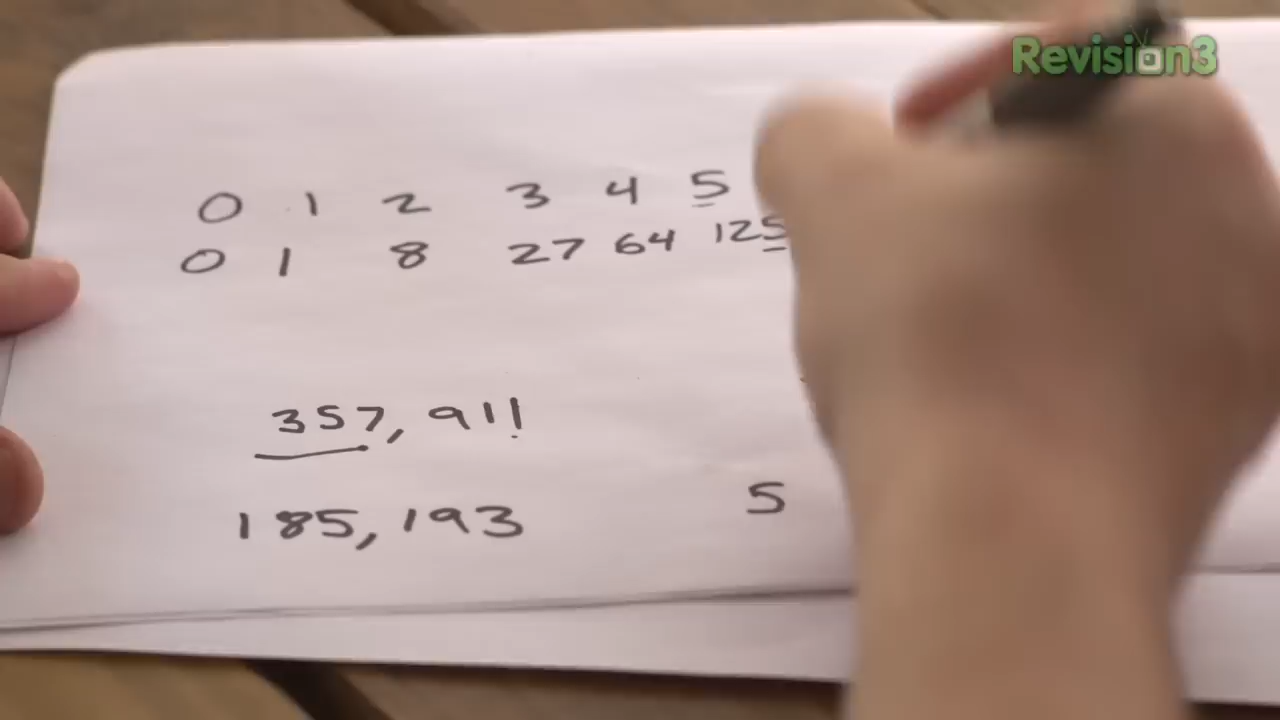 Revision3
0 1 2 3 4 5
0 1 8 27 64 125
357, 911
185, 193
5